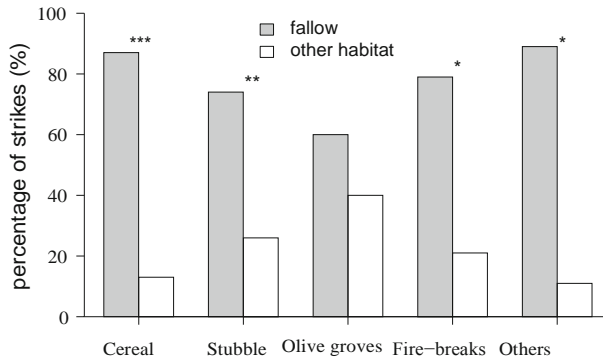 percentage of strikes (%)
100
80
60
40
20
0
fallow
other habitat
***
**
*
*
Cereal Stubble Olive groves Fire−breaks Others